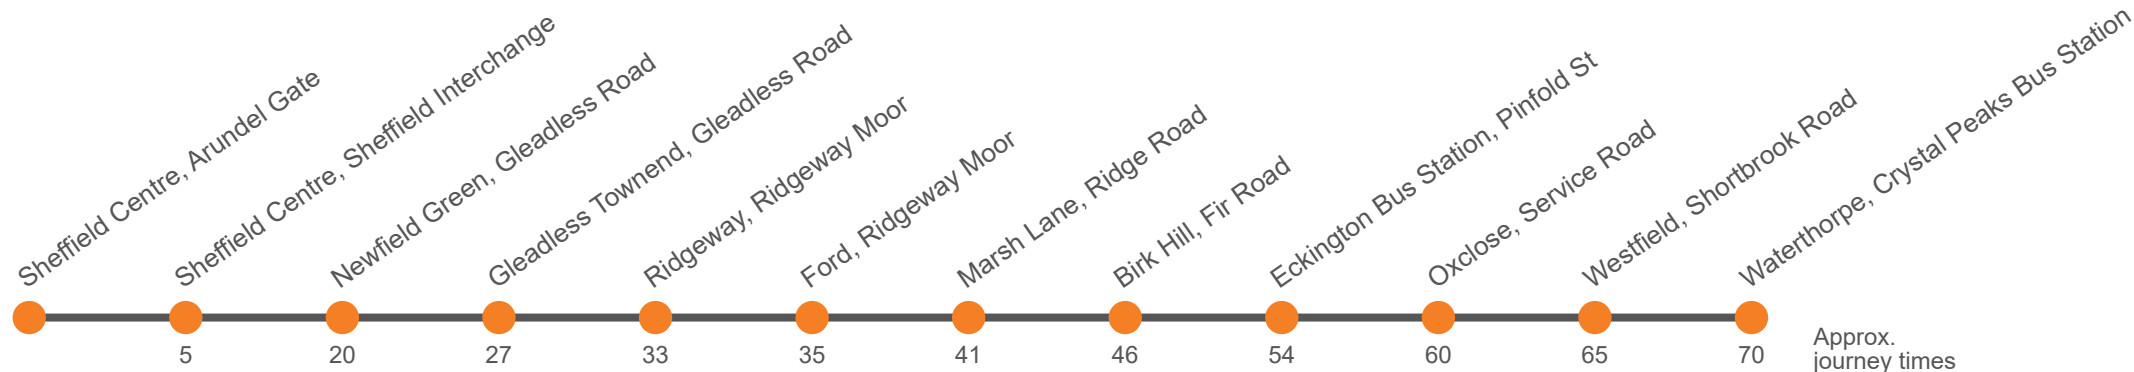 Sheffield Centre, Arundel Gate
Sheffield Centre, Sheffield Interchange
Newfield Green, Gleadless Road
Gleadless Townend, Gleadless Road
Ridgeway, Ridgeway Moor
Ford, Ridgeway Moor
Marsh Lane, Ridge Road
Birk Hill, Fir Road
Eckington Bus Station, Pinfold St
Oxclose, Service Road
Westfield, Shortbrook Road
Waterthorpe, Crystal Peaks Bus Station
5 20 27 33 35 41 46 54 60 65 70
Approx.
journey times